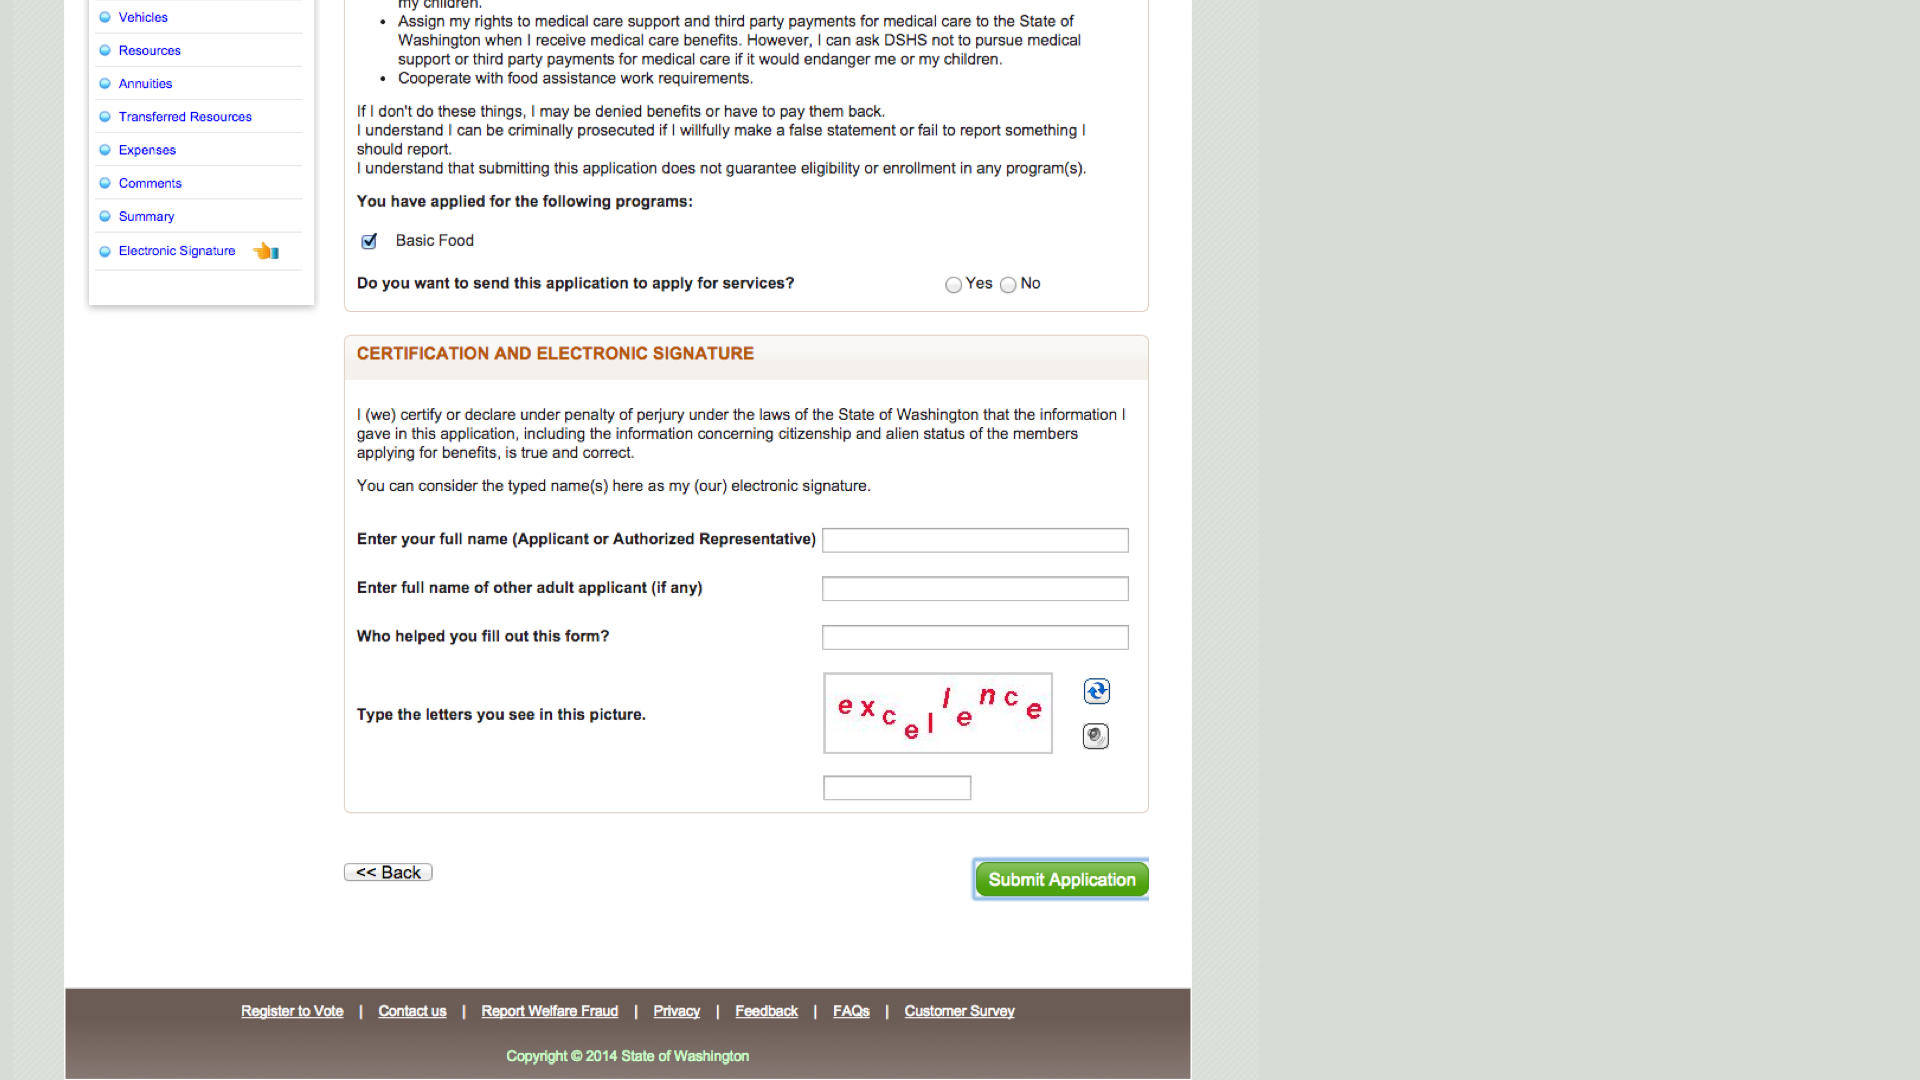 Vehicles
Resources
Annuities
Transferred Resources
Expenses
Comments
Summary
Electronic Signature
my children.
• Assign my rights to medical care support and third party payments for medical care to the State of
Washington when I receive medical care benefits. However, I can ask DSHS not to pursue medical
support or third party payments for medical care if it would endanger me or my children.
• Cooperate with food assistance work requirements.
If I don't do these things, I may be denied benefits or have to pay them back.
I understand I can be criminally prosecuted if I willfully make a false statement or fail to report something I
should report.
I understand that submitting this application does not guarantee eligibility or enrollment in any program(s).
You have applied for the following programs:
Basic Food
Do you want to send this application to apply for services? Yes No
CERTIFICATION AND ELECTRONIC SIGNATURE
I (we) certify or declare under penalty of perjury under the laws of the State of Washington that the information I
gave in this application, including the information concerning citizenship and alien status of the members
applying for benefits, is true and correct.
You can consider the typed name(s) here as my (our) electronic signature.
Enter your full name (Applicant or Authorized Representative)
Enter full name of other adult applicant (if any)
Who helped you fill out this form?
Type the letters you see in this picture.
excellence
<< Back
Submit Application
Register to Vote | Contact us | Report Welfare Fraud | Privacy | Feedback | FAQs | Customer Survey
Copyright © 2014 State of Washington